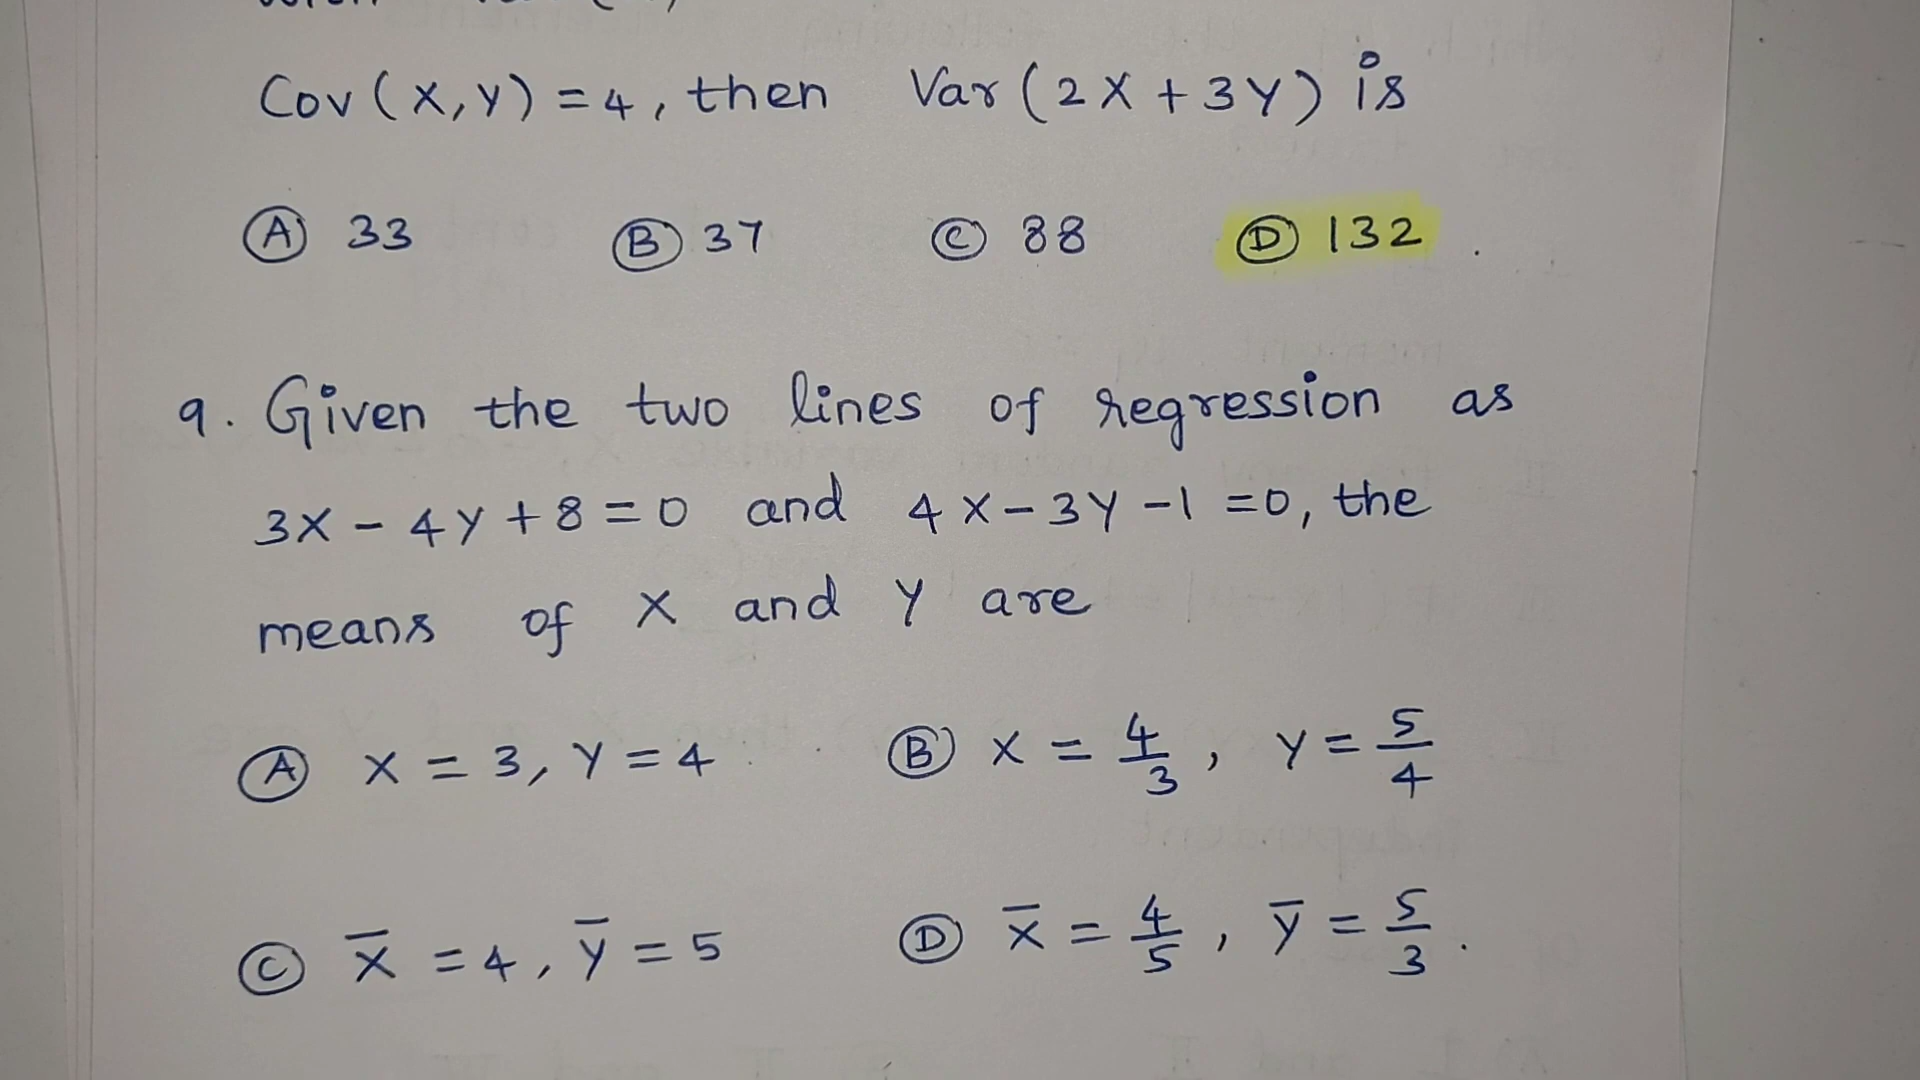 Cov (X, Y) = 4, then Var (2X + 3Y) is
(A) 33 (B) 37 (C) 88 (D) 132.
9. Given the two lines of regression as
3X - 4Y + 8 = 0 and 4X - 3Y - 1 = 0, the
means of X and Y are
(A) X = 3, Y = 4 (B) X = 4/3, Y = 5/4
(C) X̅ = 4, Y̅ = 5 (D) X̅ = 4/5, Y̅ = 5/3.